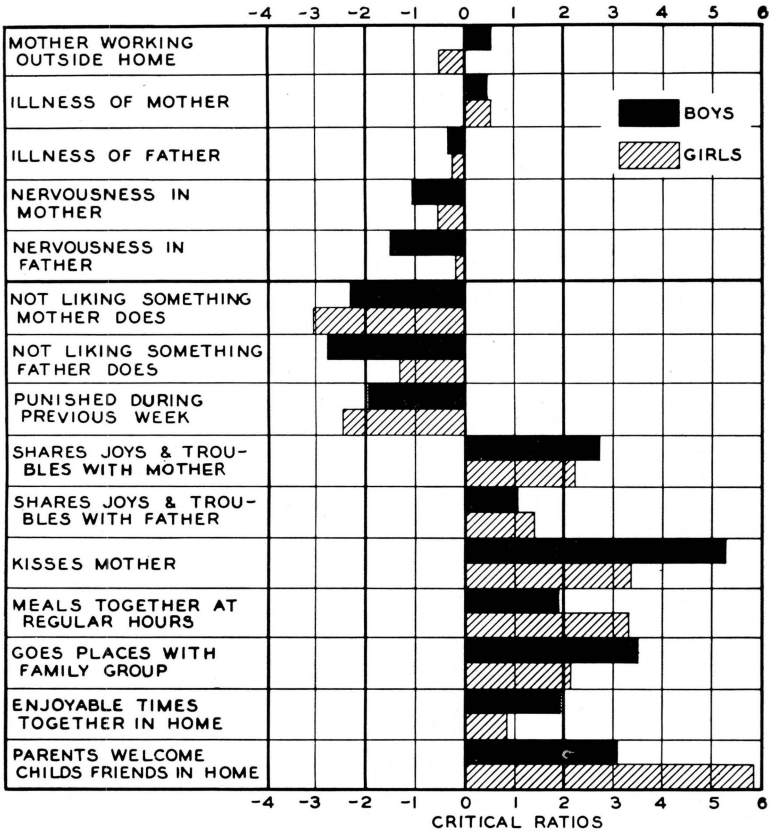 -4 -3 -2 -1 0 1 2 3 4 5 6
MOTHER WORKING
OUTSIDE HOME
ILLNESS OF MOTHER
BOYS
ILLNESS OF FATHER
GIRLS
NERVOUSNESS IN
MOTHER
NERVOUSNESS IN
FATHER
NOT LIKING SOMETHING
MOTHER DOES
NOT LIKING SOMETHING
FATHER DOES
PUNISHED DURING
PREVIOUS WEEK
SHARES JOYS & TROU-
BLES WITH MOTHER
SHARES JOYS & TROU-
BLES WITH FATHER
KISSES MOTHER
MEALS TOGETHER AT
REGULAR HOURS
GOES PLACES WITH
FAMILY GROUP
ENJOYABLE TIMES
TOGETHER IN HOME
PARENTS WELCOME
CHILDS FRIENDS IN HOME
-4 -3 -2 -1 0 1 2 3 4 5 6
CRITICAL RATIOS